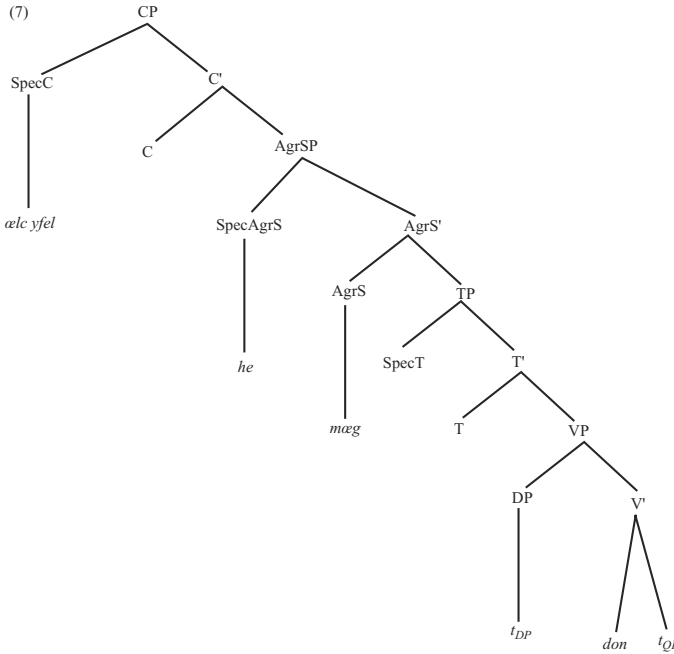 (7)
CP
SpecC
C'
C
AgrSP
ælc yfel
SpecAgrS
AgrS'
AgrS
TP
he
SpecT
T'
mæg
T
VP
DP
V'
tDP
don